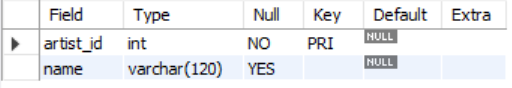 Field Type Null Key Default Extra
artist_id int NO PRI NULL
name varchar(120) YES NULL